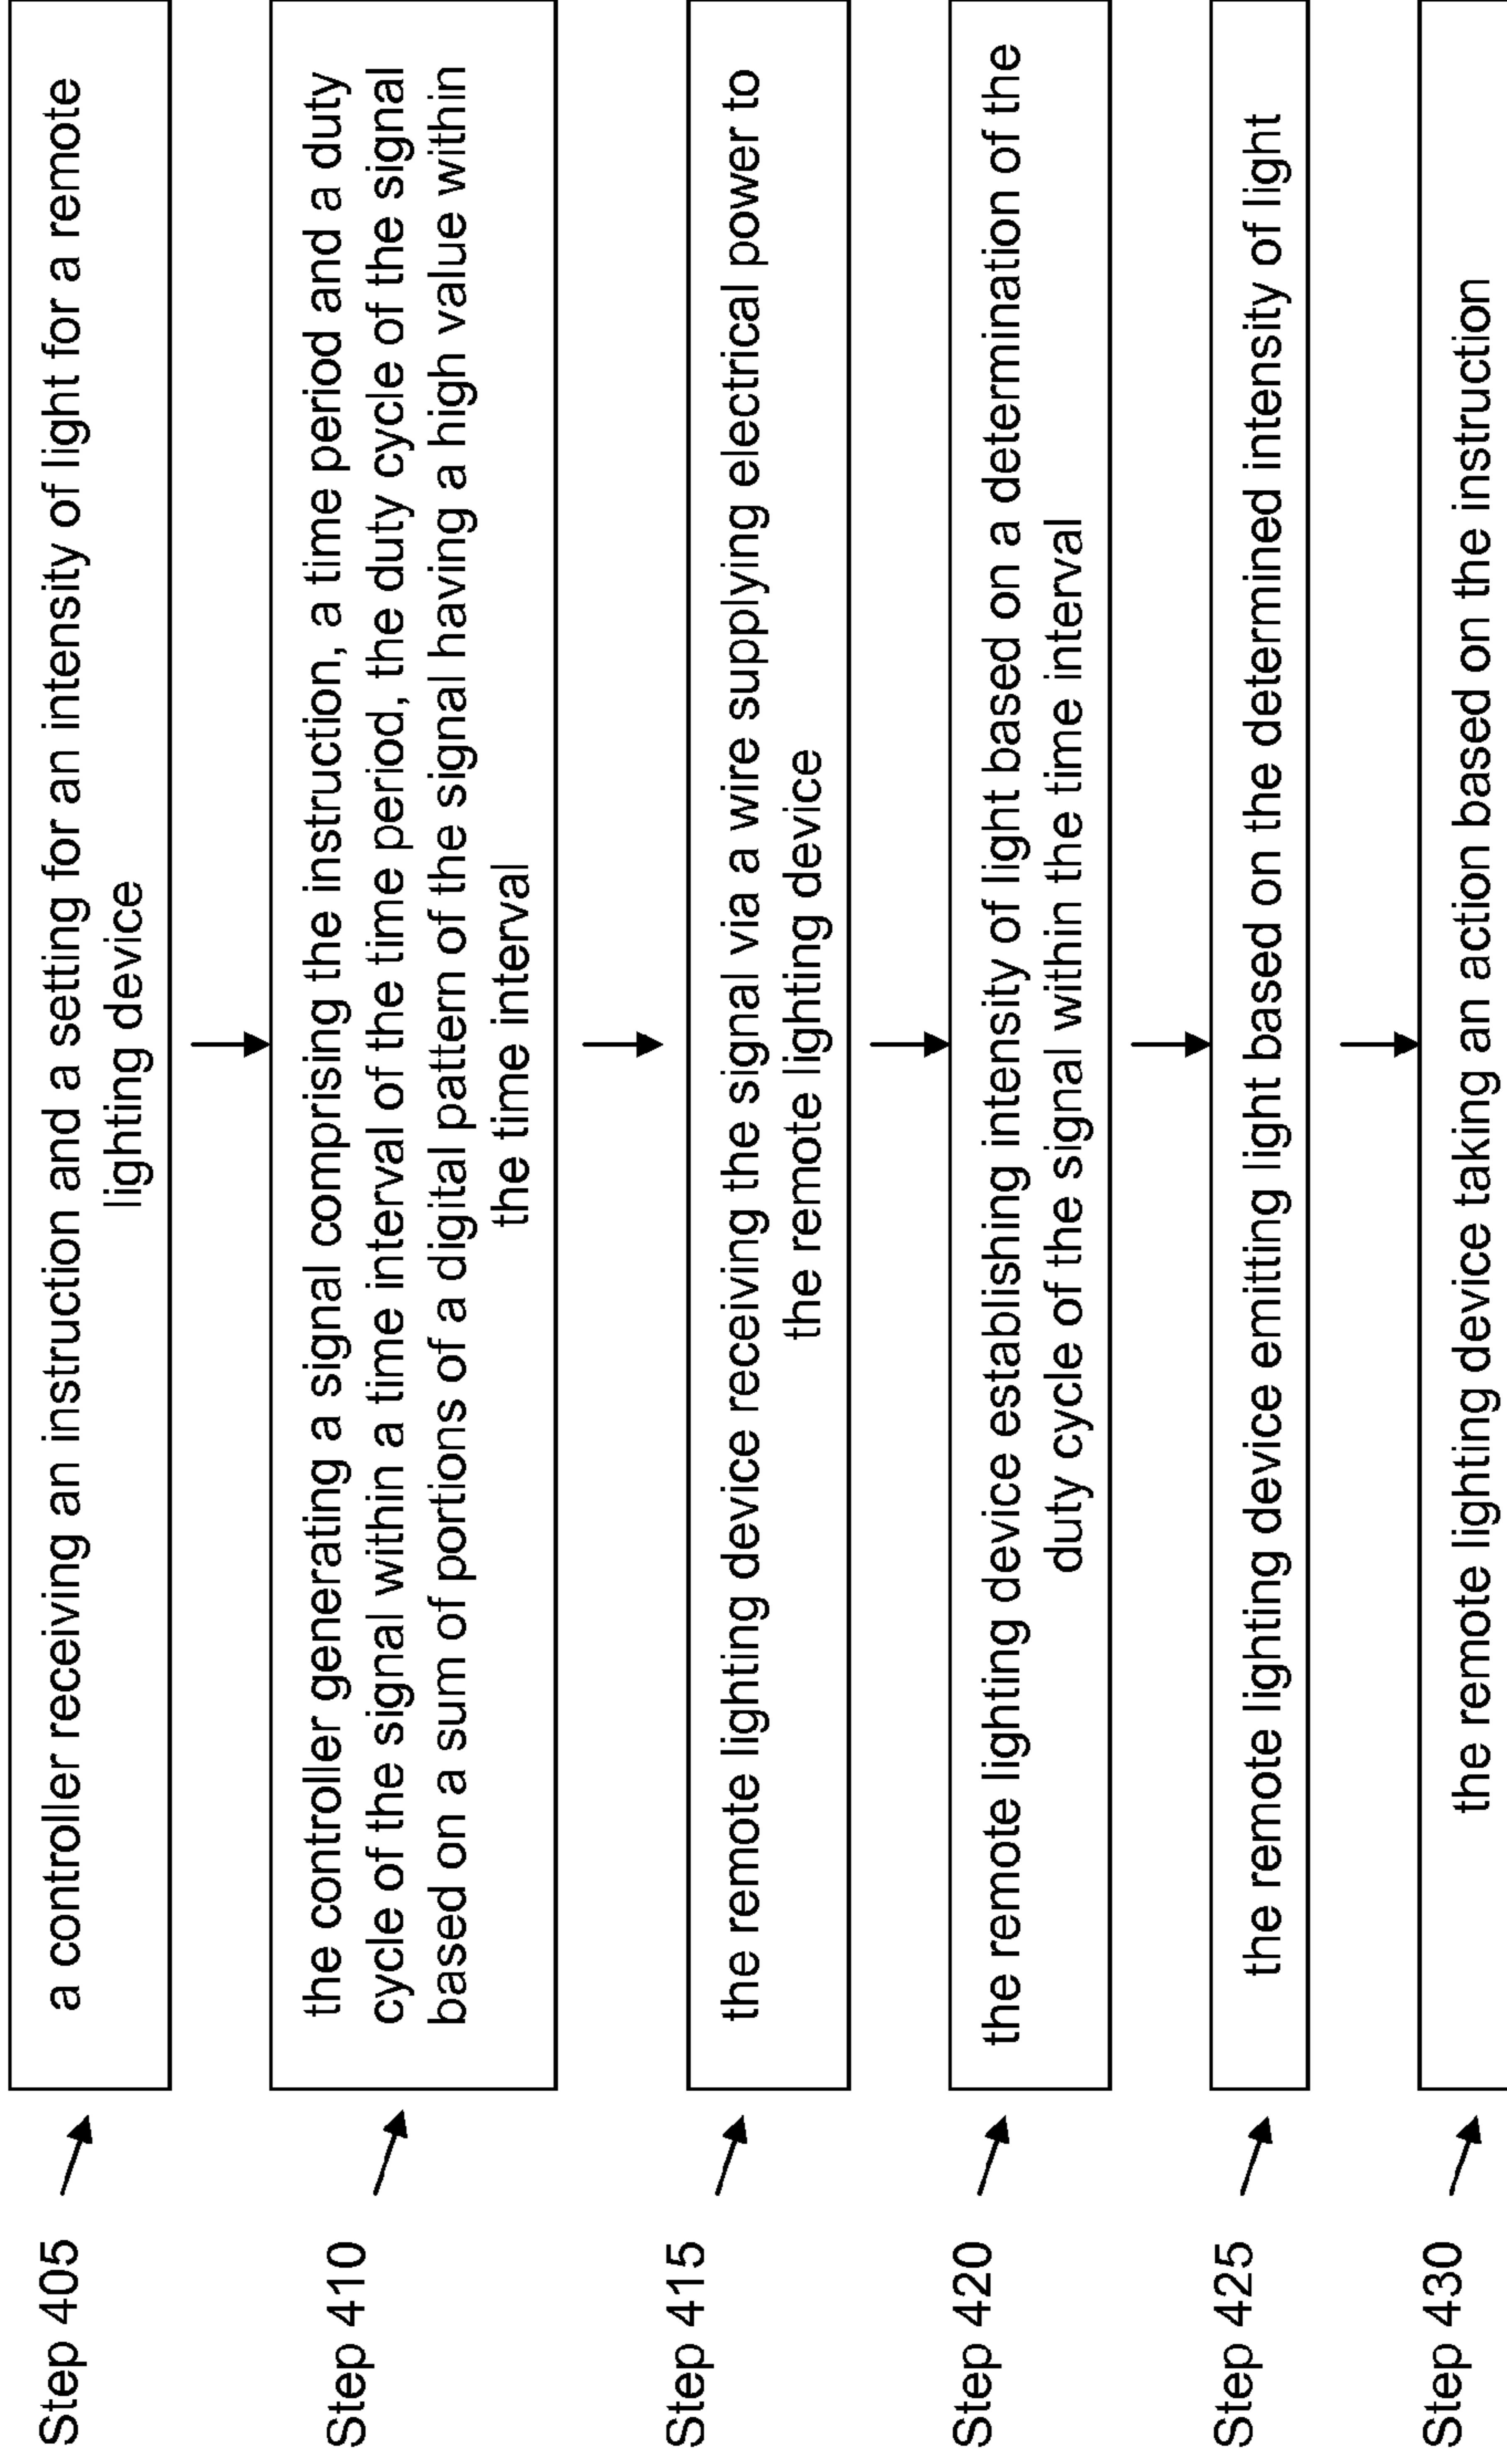 Step 405
a controller receiving an instruction and a setting for an intensity of light for a remote
lighting device
Step 410
the controller generating a signal comprising the instruction, a time period and a duty
cycle of the signal within a time interval of the time period, the duty cycle of the signal
based on a sum of portions of a digital pattern of the signal having a high value within
the time interval
Step 415
the remote lighting device receiving the signal via a wire supplying electrical power to
the remote lighting device
Step 420
the remote lighting device establishing intensity of light based on a determination of the
duty cycle of the signal within the time interval
Step 425
the remote lighting device emitting light based on the determined intensity of light
Step 430
the remote lighting device taking an action based on the instruction